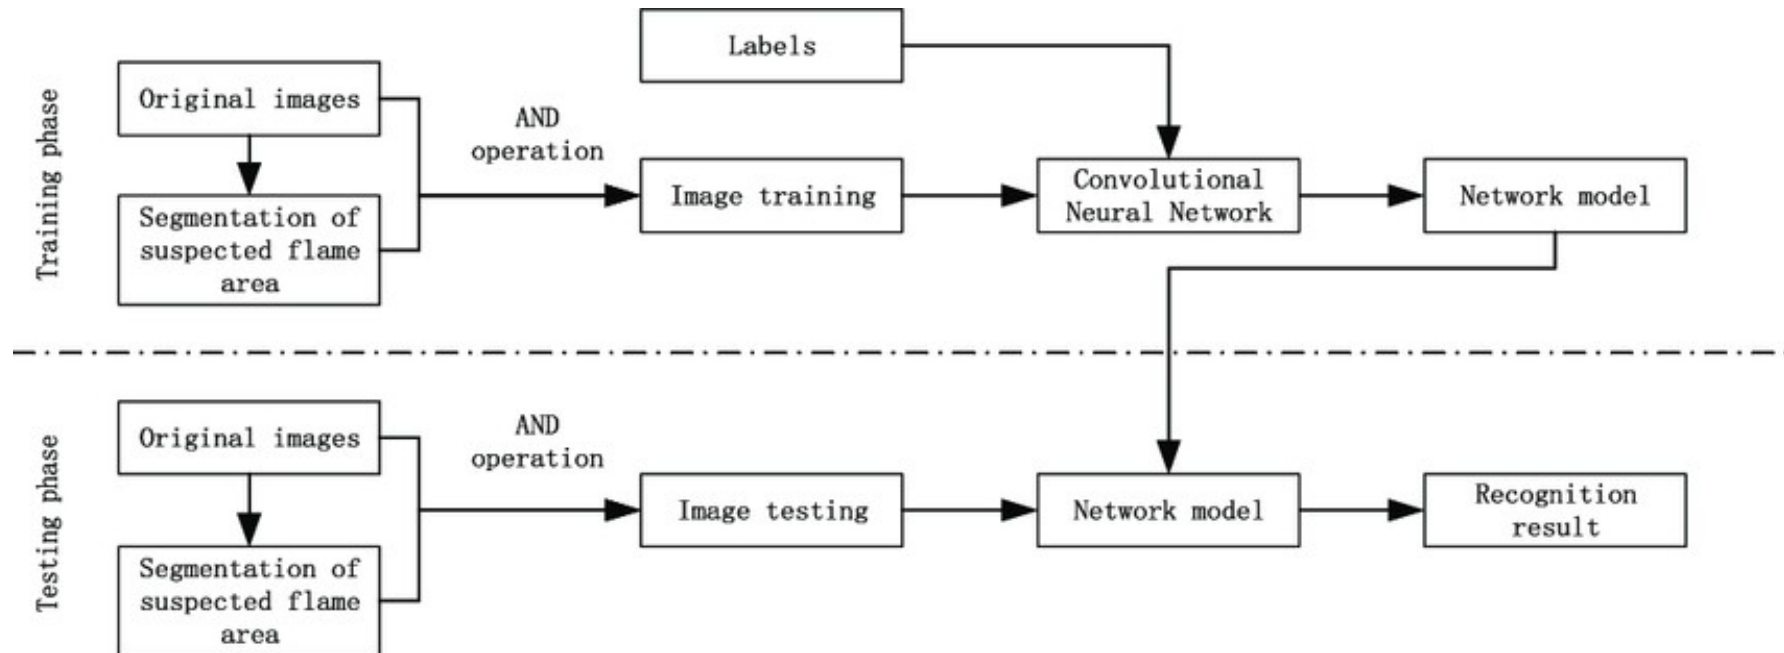 Training phase
Original images
Segmentation of
suspected flame
area
AND
operation
Labels
Image training
Convolutional
Neural Network
Network model
Testing phase
Original images
Segmentation of
suspected flame
area
AND
operation
Image testing
Network model
Recognition
result